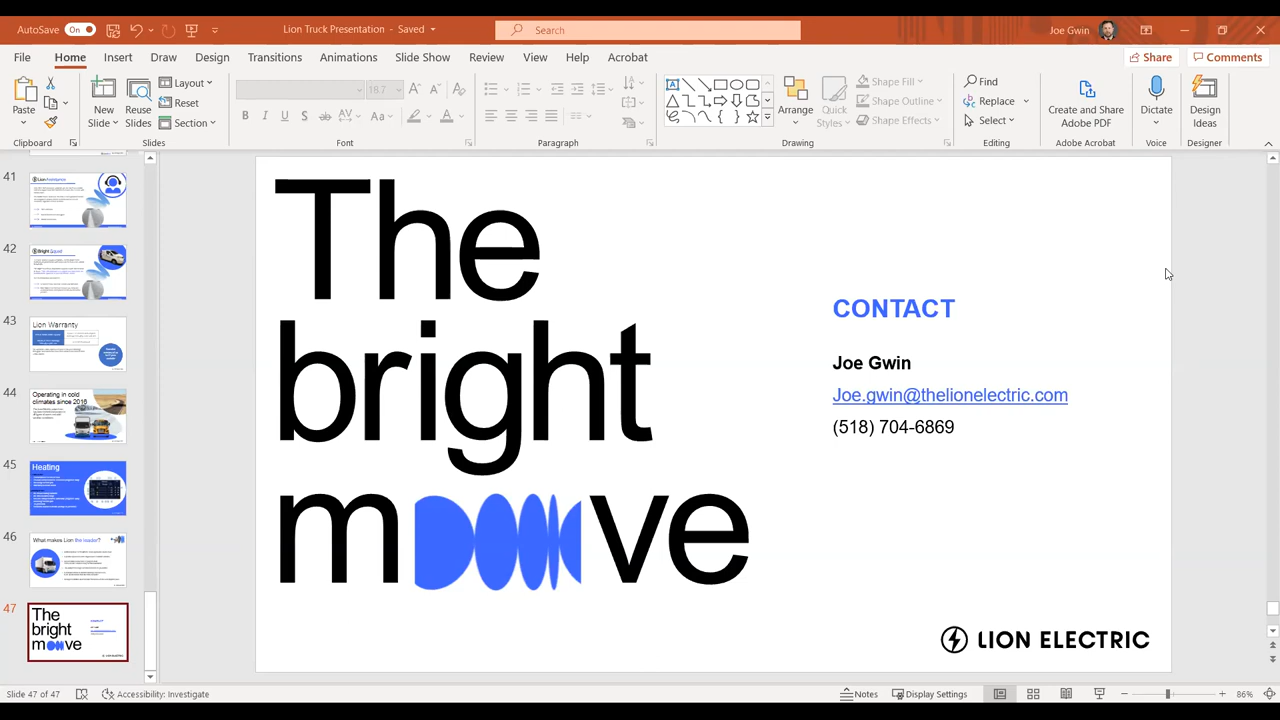 AutoSave On
Lion Truck Presentation - Saved
Search
Joe Gwin
File Home Insert Draw Design Transitions Animations Slide Show Review View Help Acrobat
Share Comments
Paste
New Slide
Reuse Slides
Layout
Reset
Section
16.7
Arrange
Quick Styles
Shape Fill
Shape Outline
Shape Effects
Find
Replace
Select
Create and Share Adobe PDF
Dictate
Design Ideas
Clipboard Slides Font Paragraph Drawing Editing Adobe Acrobat Voice Designer
41
42
Bright Squad
43
Lion Warranty
44
Operating in cold
climates since 2016
45
Heating
46
What makes Lion the leader?
47
The
bright
m ve
The
bright
m ve
CONTACT
Joe Gwin
Joe.gwin@thelionelectric.com
(518) 704-6869
LION ELECTRIC
Slide 47 of 47
Accessibility: Investigate
Notes
Display Settings
86%